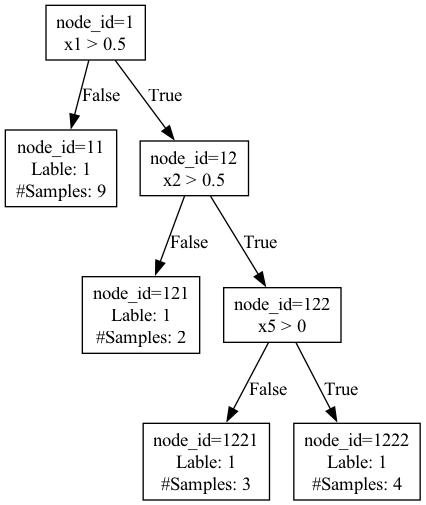 node_id=1
x1 > 0.5
False
True
node_id=11
Lable: 1
#Samples: 9
node_id=12
x2 > 0.5
False
True
node_id=121
Lable: 1
#Samples: 2
node_id=122
x5 > 0
False
True
node_id=1221
Lable: 1
#Samples: 3
node_id=1222
Lable: 1
#Samples: 4